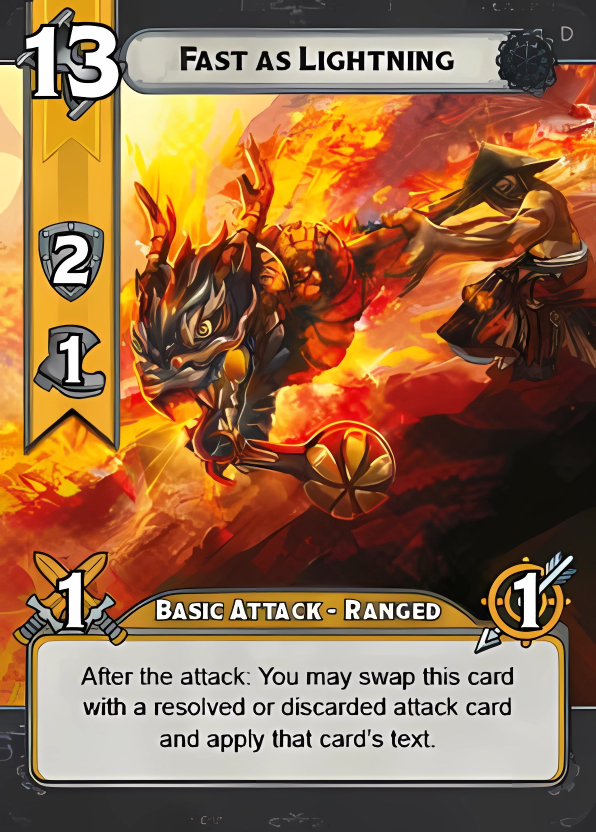 13
FAST AS LIGHTNING
D
2
1
1
BASIC ATTACK - RANGED
1
After the attack: You may swap this card
with a resolved or discarded attack card
and apply that card's text.